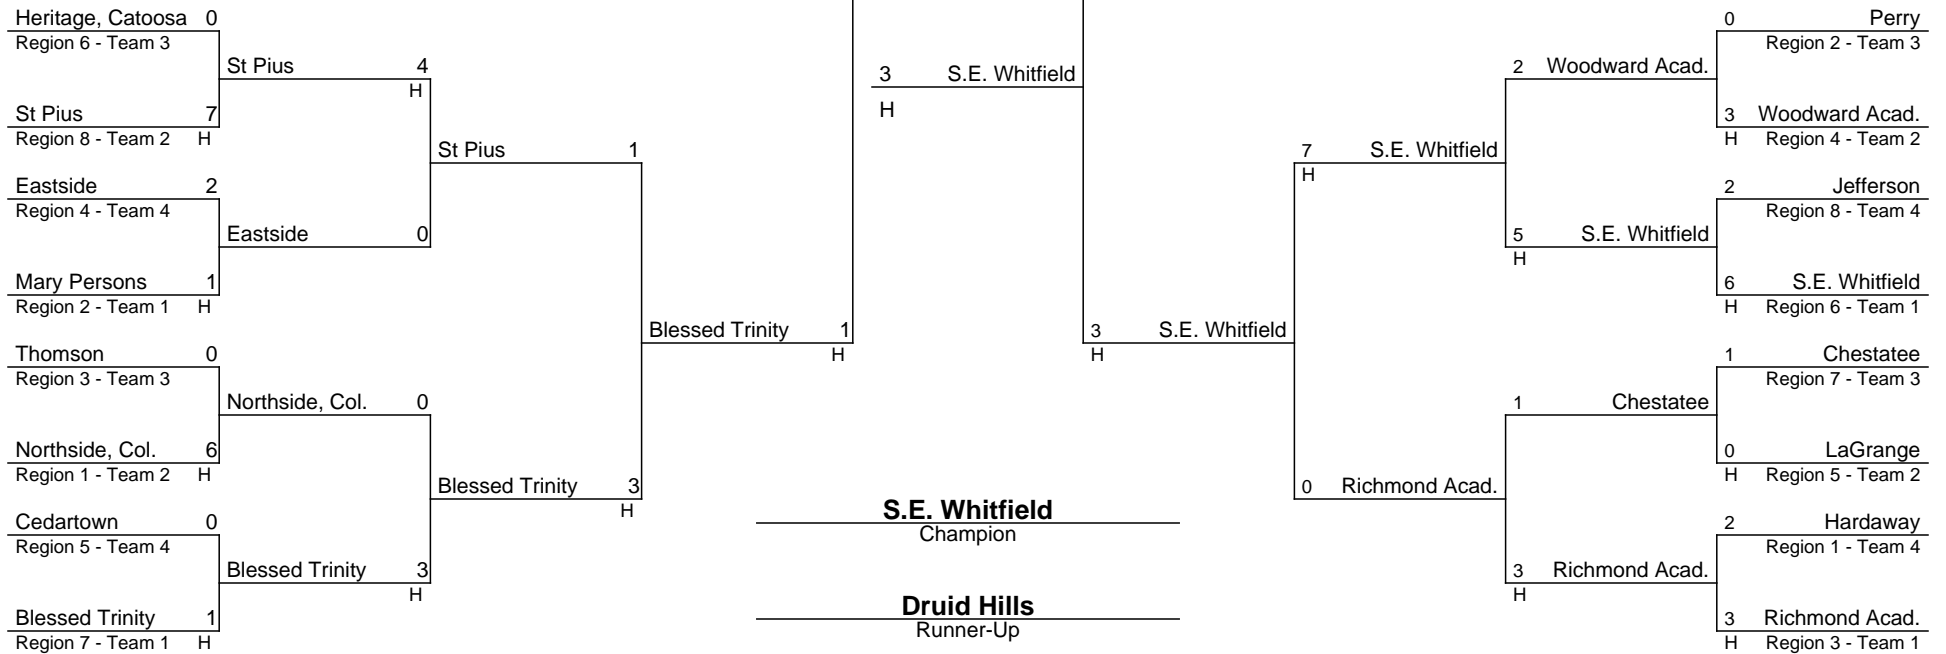 Heritage, Catoosa 0
Region 6 - Team 3
St Pius 4
H
St Pius 7
Region 8 - Team 2 H
St Pius 1
Eastside 2
Region 4 - Team 4
Eastside 0
Mary Persons 1
Region 2 - Team 1 H
Blessed Trinity 1
H
Thomson 0
Region 3 - Team 3
Northside, Col. 0
Northside, Col. 6
Region 1 - Team 2 H
Blessed Trinity 3
H
Cedartown 0
Region 5 - Team 4
Blessed Trinity 3
H
Blessed Trinity 1
Region 7 - Team 1 H
3 S.E. Whitfield
H
S.E. Whitfield
Champion
Druid Hills
Runner-Up
0 Perry
Region 2 - Team 3
2 Woodward Acad.
3 Woodward Acad.
H Region 4 - Team 2
7 S.E. Whitfield
H
2 Jefferson
Region 8 - Team 4
5 S.E. Whitfield
H
6 S.E. Whitfield
H Region 6 - Team 1
3 S.E. Whitfield
H
1 Chestatee
Region 7 - Team 3
1 Chestatee
0 LaGrange
H Region 5 - Team 2
0 Richmond Acad.
2 Hardaway
Region 1 - Team 4
3 Richmond Acad.
H
3 Richmond Acad.
H Region 3 - Team 1